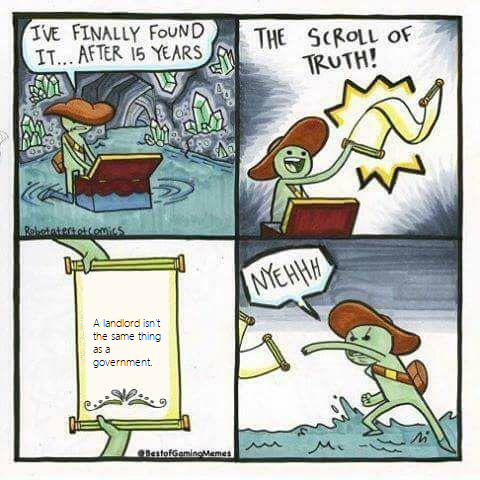 I'VE FINALLY FOUND
IT... AFTER 15 YEARS
THE SCROLL OF
TRUTH!
Robotatertotcomics
A landlord isn't
the same thing
as a
government.
NYEHHH
@BestofGamingMemes